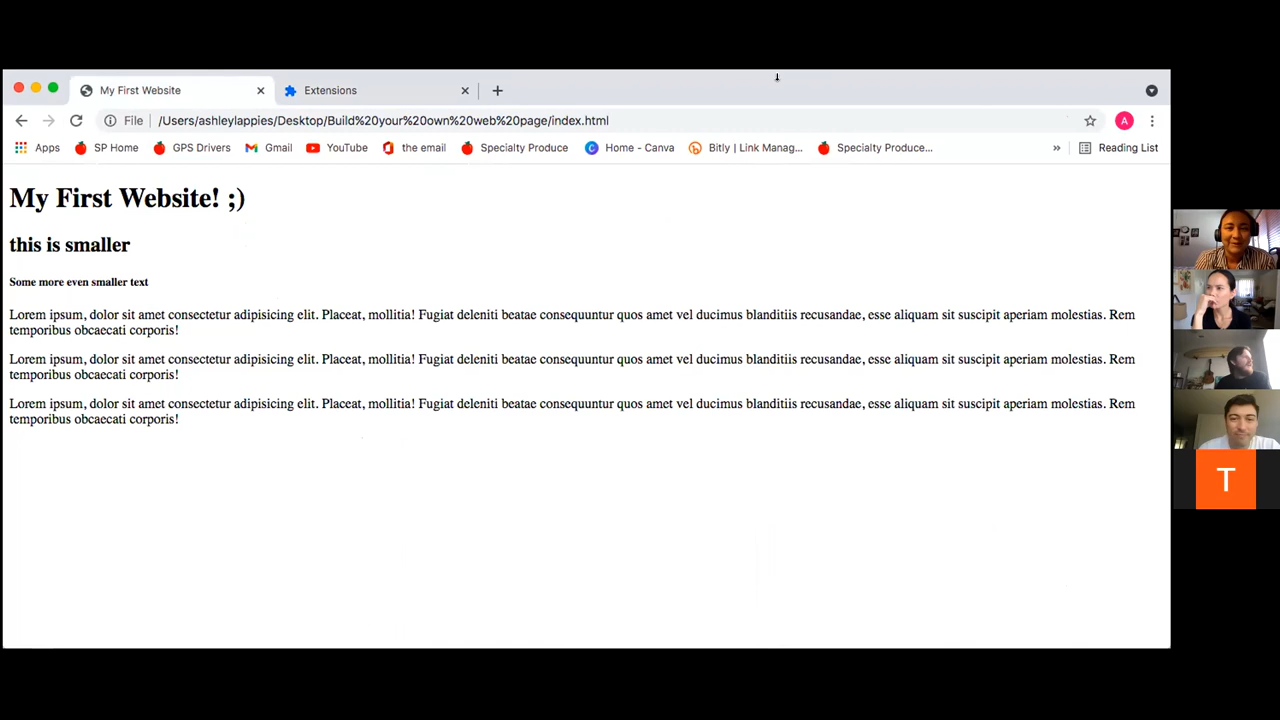 My First Website
Extensions
File
/Users/ashleylappies/Desktop/Build%20your%20own%20web%20page/index.html
A
Apps
SP Home
GPS Drivers
Gmail
YouTube
the email
Specialty Produce
Home - Canva
Bitly | Link Manag...
Specialty Produce...
»
Reading List
My First Website! ;)
this is smaller
Some more even smaller text
Lorem ipsum, dolor sit amet consectetur adipisicing elit. Placeat, mollitia! Fugiat deleniti beatae consequuntur quos amet vel ducimus blanditiis recusandae, esse aliquam sit suscipit aperiam molestias. Rem
temporibus obcaecati corporis!
Lorem ipsum, dolor sit amet consectetur adipisicing elit. Placeat, mollitia! Fugiat deleniti beatae consequuntur quos amet vel ducimus blanditiis recusandae, esse aliquam sit suscipit aperiam molestias. Rem
temporibus obcaecati corporis!
Lorem ipsum, dolor sit amet consectetur adipisicing elit. Placeat, mollitia! Fugiat deleniti beatae consequuntur quos amet vel ducimus blanditiis recusandae, esse aliquam sit suscipit aperiam molestias. Rem
temporibus obcaecati corporis!
T